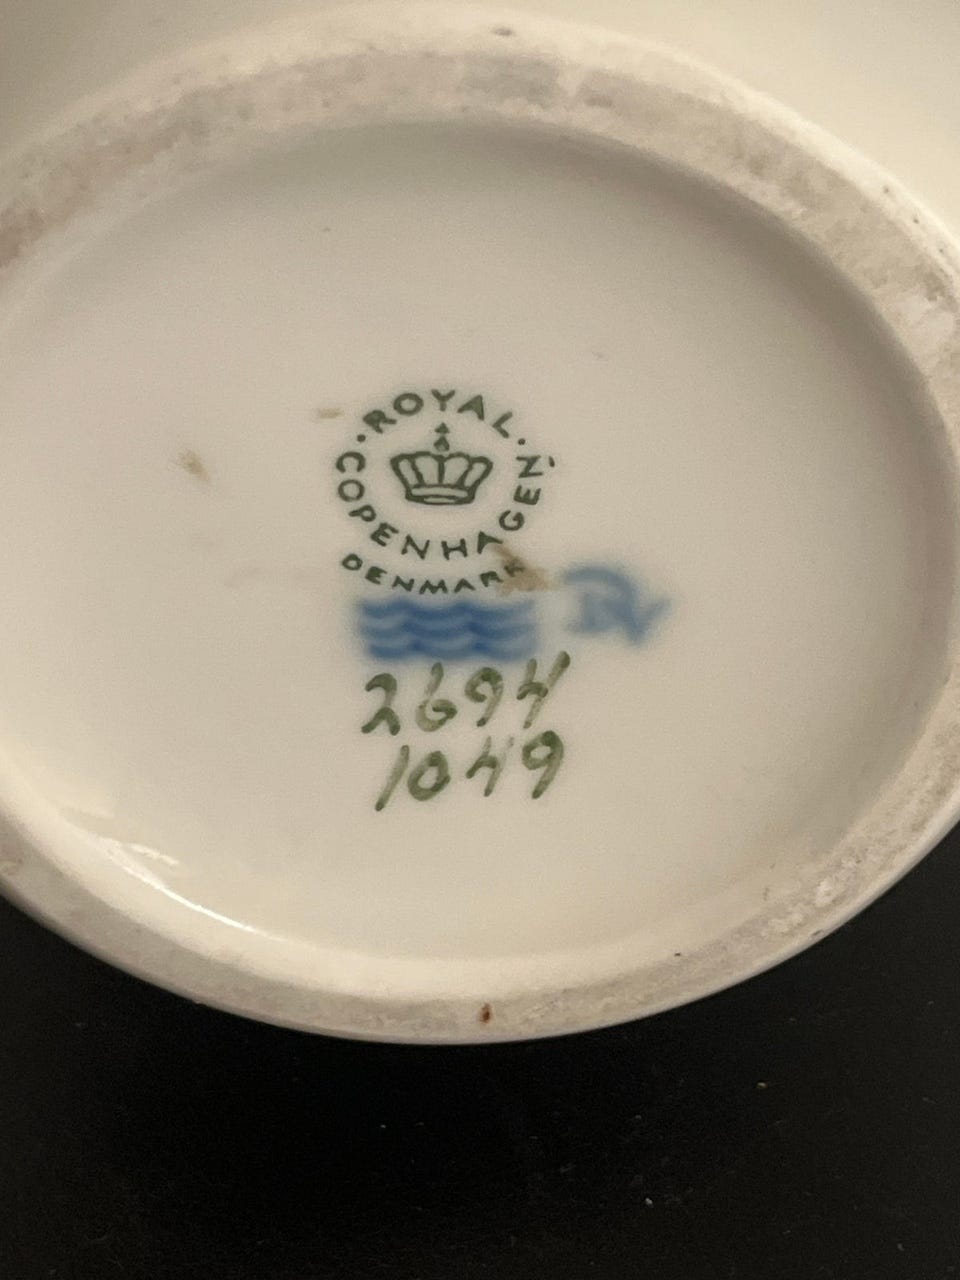 ROYAL
COPENHAGEN
DENMARK
2694
1049